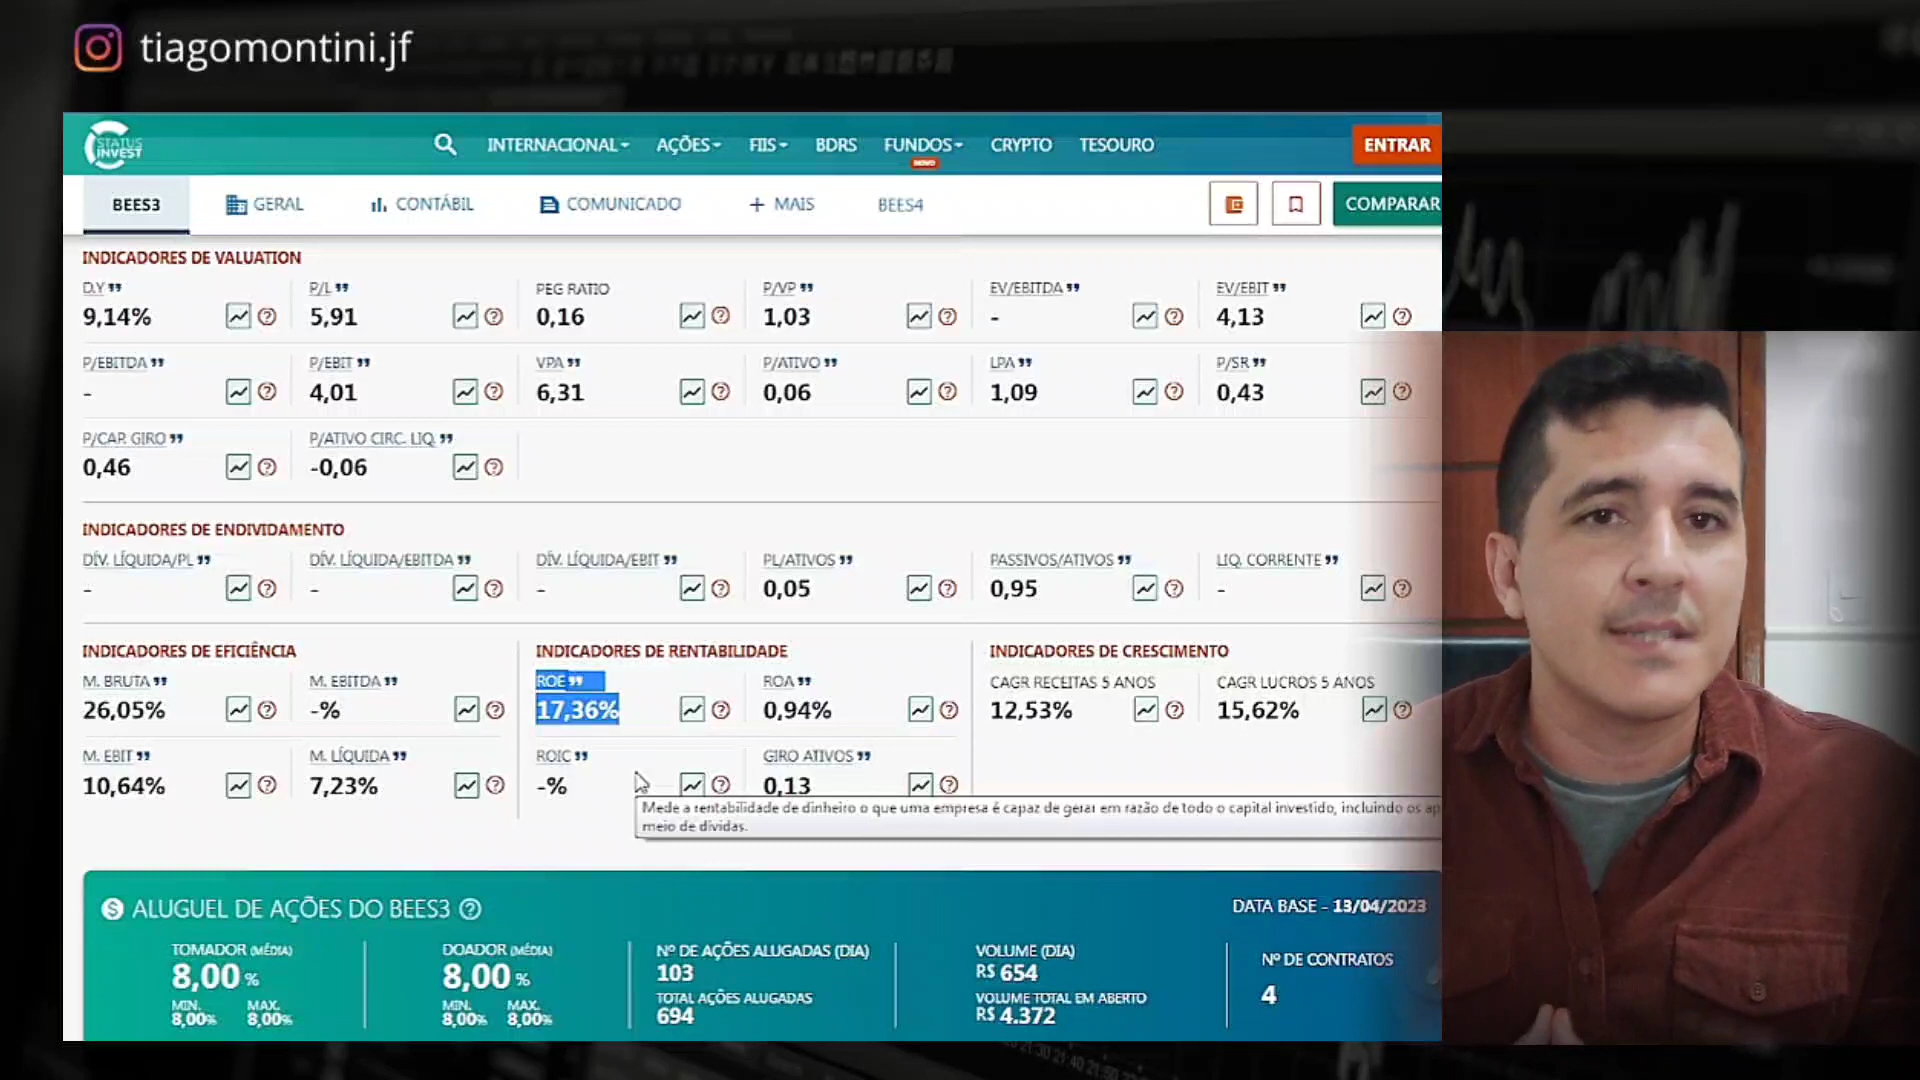 tiagomontini.jf
STATUS INVEST
INTERNACIONAL AÇÕES FIIS BDRS FUNDOS CRYPTO TESOURO ENTRAR
NOVO
BEES3 GERAL CONTÁBIL COMUNICADO + MAIS BEES4 COMPARAR
INDICADORES DE VALUATION
D.Y P/L PEG RATIO P/VP EV/EBITDA EV/EBIT
9,14% 5,91 0,16 1,03 - 4,13
P/EBITDA P/EBIT VPA P/ATIVO LPA P/SR
- 4,01 6,31 0,06 1,09 0,43
P/CAP. GIRO P/ATIVO CIRC. LIQ.
0,46 -0,06
INDICADORES DE ENDIVIDAMENTO
DÍV. LÍQUIDA/PL DÍV. LÍQUIDA/EBITDA DÍV. LÍQUIDA/EBIT PL/ATIVOS PASSIVOS/ATIVOS LIQ. CORRENTE
- - - 0,05 0,95 -
INDICADORES DE EFICIÊNCIA INDICADORES DE RENTABILIDADE INDICADORES DE CRESCIMENTO
M. BRUTA M. EBITDA ROE ROA CAGR RECEITAS 5 ANOS CAGR LUCROS 5 ANOS
26,05% -% 17,36% 0,94% 12,53% 15,62%
M. EBIT M. LÍQUIDA ROIC GIRO ATIVOS
10,64% 7,23% -% 0,13
Mede a rentabilidade de dinheiro o que uma empresa é capaz de gerar em razão de todo o capital investido, incluindo os ap
meio de dívidas.
ALUGUEL DE AÇÕES DO BEES3 DATA BASE - 13/04/2023
TOMADOR (MÉDIA) DOADOR (MÉDIA) Nº DE AÇÕES ALUGADAS (DIA) VOLUME (DIA) Nº DE CONTRATOS
8,00 % 8,00 % 103 R$ 654 4
MIN. MAX. MIN. MAX. TOTAL AÇÕES ALUGADAS VOLUME TOTAL EM ABERTO
8,00% 8,00% 8,00% 8,00% 694 R$ 4.372